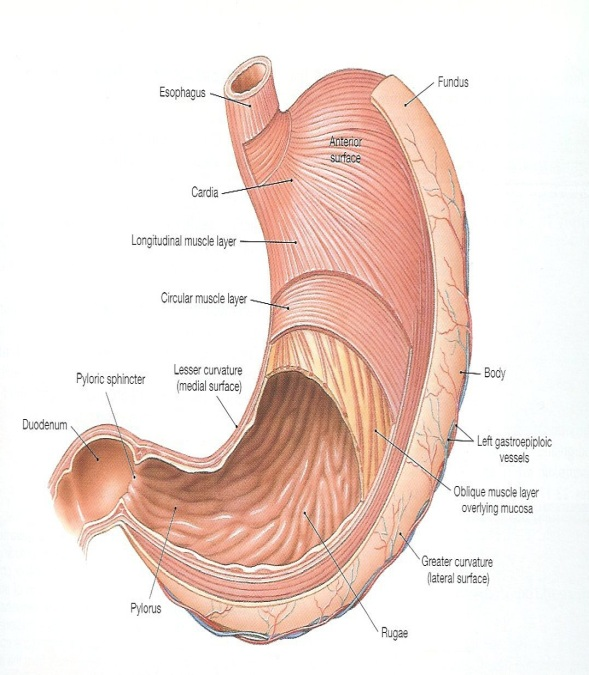 Fundus
Esophagus
Anterior
surface
Cardia
Longitudinal muscle layer
Circular muscle layer
Lesser curvature
(medial surface)
Pyloric sphincter
Body
Duodenum
Left gastroepiploic
vessels
Oblique muscle layer
overlying mucosa
Greater curvature
(lateral surface)
Pylorus
Rugae